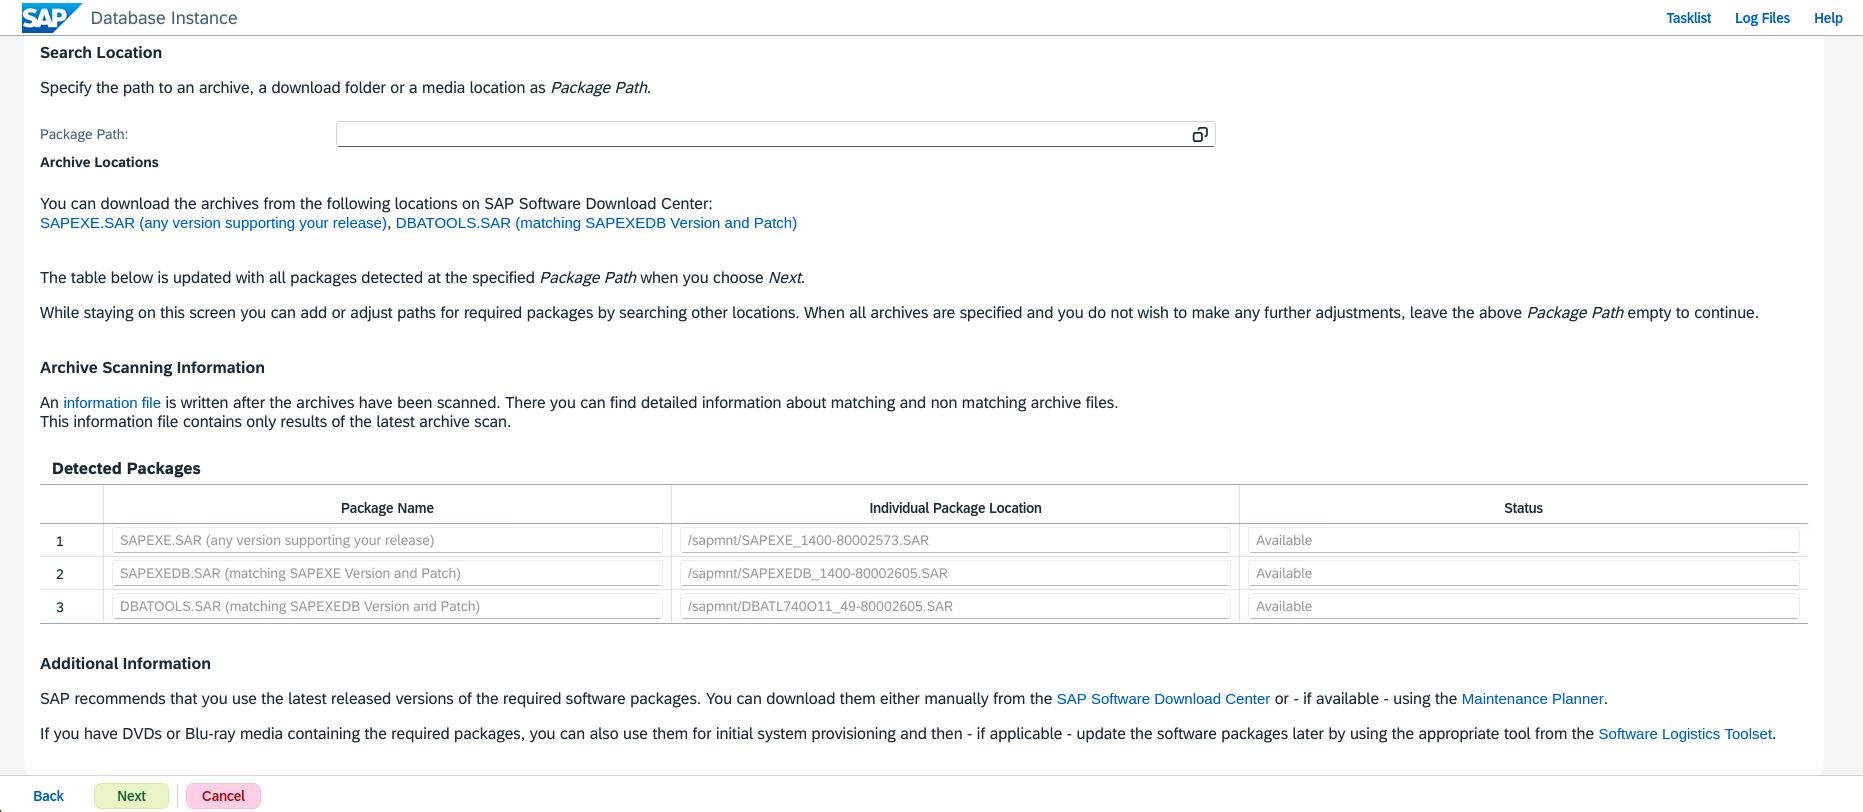 SAP Database Instance Tasklist Log Files Help
Search Location
Specify the path to an archive, a download folder or a media location as Package Path.
Package Path:
Archive Locations
You can download the archives from the following locations on SAP Software Download Center:
SAPEXE.SAR (any version supporting your release), DBATOOLS.SAR (matching SAPEXEDB Version and Patch)
The table below is updated with all packages detected at the specified Package Path when you choose Next.
While staying on this screen you can add or adjust paths for required packages by searching other locations. When all archives are specified and you do not wish to make any further adjustments, leave the above Package Path empty to continue.
Archive Scanning Information
An information file is written after the archives have been scanned. There you can find detailed information about matching and non matching archive files.
This information file contains only results of the latest archive scan.
Detected Packages
Package Name Individual Package Location Status
1 SAPEXE.SAR (any version supporting your release) /sapmnt/SAPEXE_1400-80002573.SAR Available
2 SAPEXEDB.SAR (matching SAPEXE Version and Patch) /sapmnt/SAPEXEDB_1400-80002605.SAR Available
3 DBATOOLS.SAR (matching SAPEXEDB Version and Patch) /sapmnt/DBATL740O11_49-80002605.SAR Available
Additional Information
SAP recommends that you use the latest released versions of the required software packages. You can download them either manually from the SAP Software Download Center or - if available - using the Maintenance Planner.
If you have DVDs or Blu-ray media containing the required packages, you can also use them for initial system provisioning and then - if applicable - update the software packages later by using the appropriate tool from the Software Logistics Toolset.
Back Next Cancel